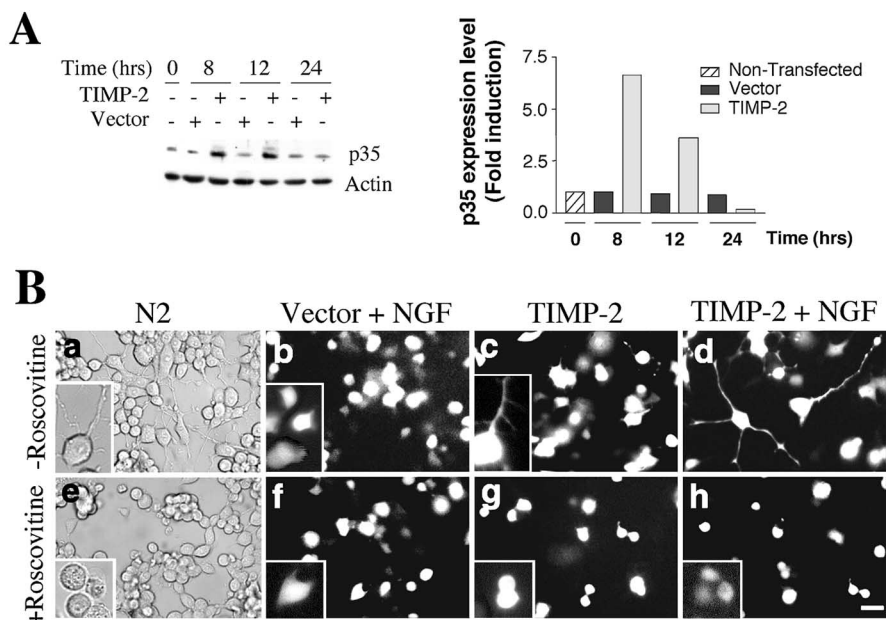 A
Time (hrs) 0 8 12 24
TIMP-2 - - + - + - +
Vector - + - + - + -
p35
Actin
p35 expression level
(Fold induction)
7.5
5.0
2.5
0.0
Non-Transfected
Vector
TIMP-2
0 8 12 24 Time (hrs)
B
N2 Vector + NGF TIMP-2 TIMP-2 + NGF
-Roscovitine
a b c d
+Roscovitine
e f g h